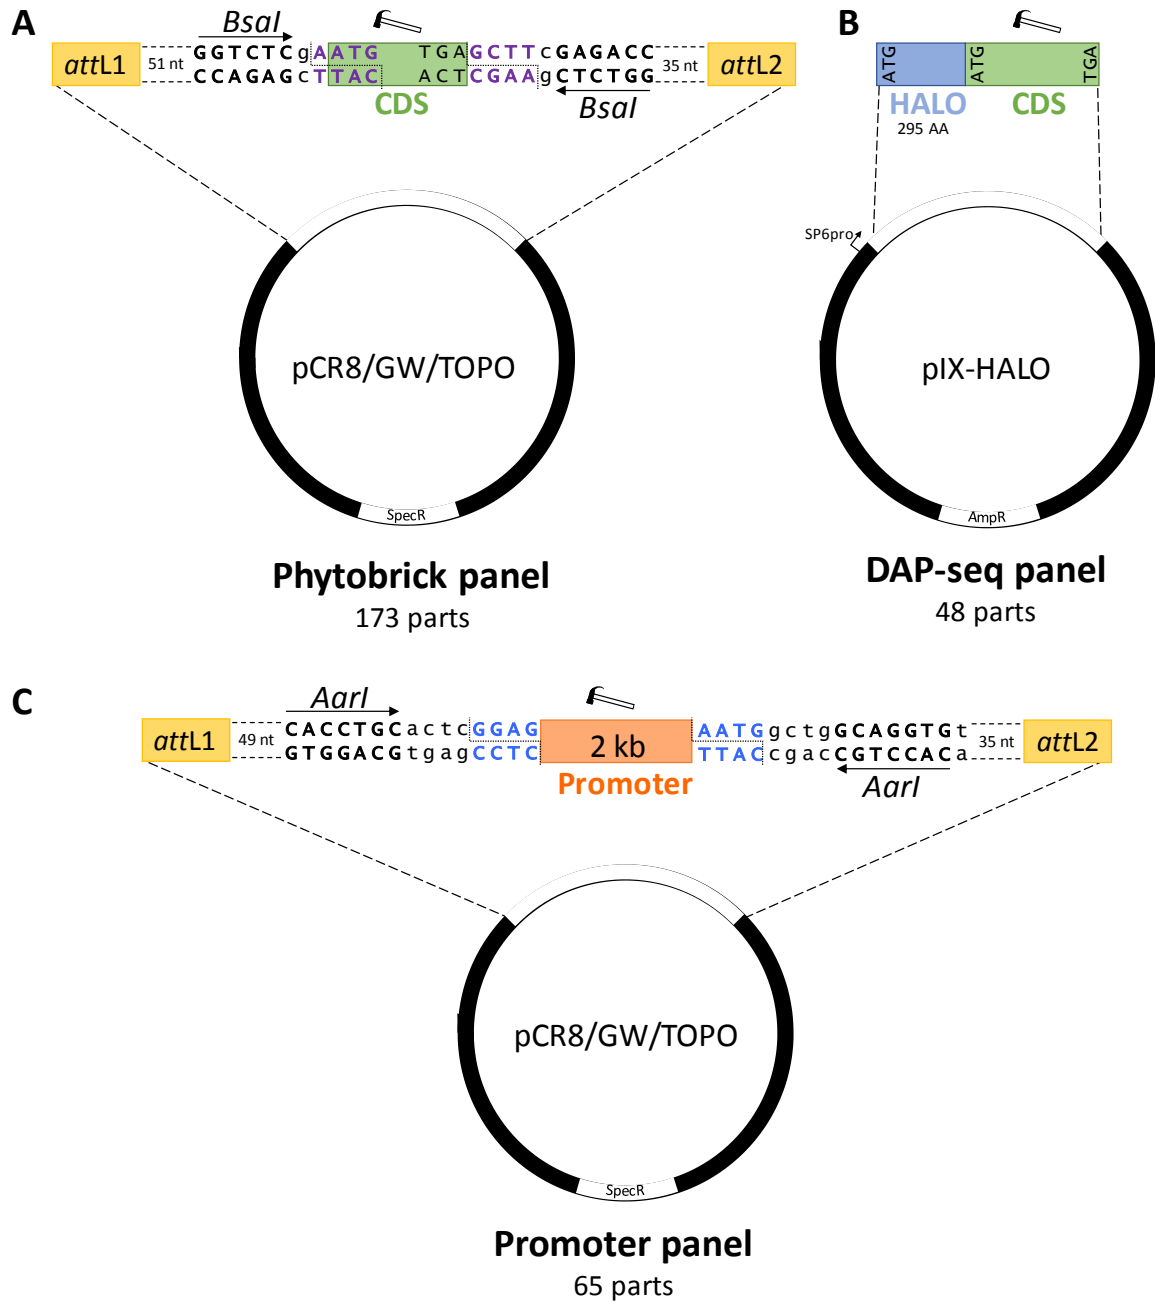 A
BsaI
attL1
51 nt
GGTCTCgAATG TGAGCTTcGAGACC
CCAGAGcTTAC ACTCGAAgCTCTGG
35 nt
attL2
CDS
BsaI
pCR8/GW/TOPO
SpecR
Phytobrick panel
173 parts
B
ATG
ATG
TGA
HALO
CDS
295 AA
SP6pro
pIX-HALO
AmpR
DAP-seq panel
48 parts
C
AarI
attL1
49 nt
CACCTGCactcGGAG
GTGGACGtgagCCTC
2 kb
AATGgctgGCAGGTGt
TTACcgacCGTCCACa
35 nt
attL2
Promoter
AarI
pCR8/GW/TOPO
SpecR
Promoter panel
65 parts